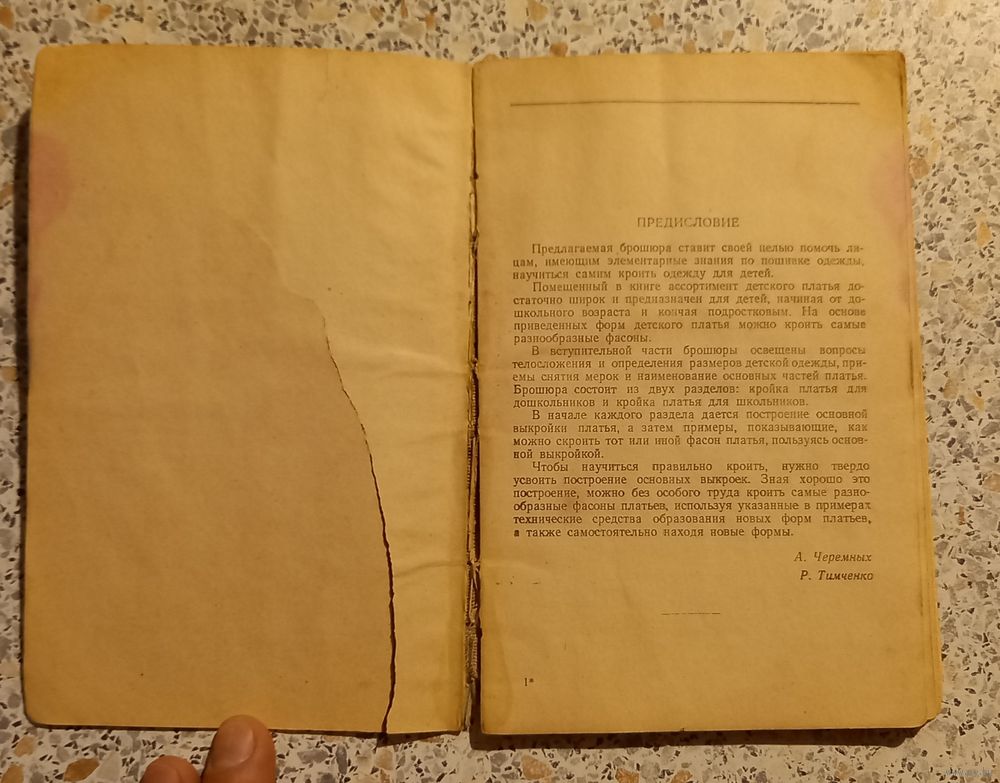 ПРЕДИСЛОВИЕ
Предлагаемая брошюра ставит своей целью помочь ли-
цам, имеющим элементарные знания по пошивке одежды,
научиться самим кроить одежду для детей.
Помещенный в книге ассортимент детского платья до-
статочно широк и предназначен для детей, начиная от до-
школьного возраста и кончая подростковым. На основе
приведенных форм детского платья можно кроить самые
разнообразные фасоны.
В вступительной части брошюры освещены вопросы
телосложения и определения размеров детской одежды, при-
емы снятия мерок и наименование основных частей платья.
Брошюра состоит из двух разделов: кройка платья для
дошкольников и кройка платья для школьников.
В начале каждого раздела дается построение основной
выкройки платья, а затем примеры, показывающие, как
можно скроить тот или иной фасон платья, пользуясь основ-
ной выкройкой.
Чтобы научиться правильно кроить, нужно твердо
усвоить построение основных выкроек. Зная хорошо это
построение, можно без особого труда кроить самые разно-
образные фасоны платьев, используя указанные в примерах
технические средства образования новых форм платьев,
а также самостоятельно находя новые формы.
А. Черемных
Р. Тимченко
1*